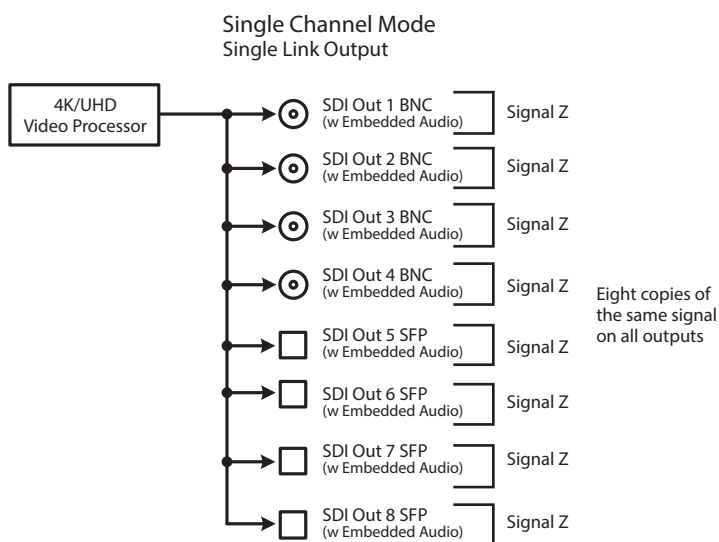 Single Channel Mode
Single Link Output
4K/UHD
Video Processor
SDI Out 1 BNC
(w Embedded Audio)
Signal Z
SDI Out 2 BNC
(w Embedded Audio)
Signal Z
SDI Out 3 BNC
(w Embedded Audio)
Signal Z
SDI Out 4 BNC
(w Embedded Audio)
Signal Z
Eight copies of
the same signal
on all outputs
SDI Out 5 SFP
(w Embedded Audio)
Signal Z
SDI Out 6 SFP
(w Embedded Audio)
Signal Z
SDI Out 7 SFP
(w Embedded Audio)
Signal Z
SDI Out 8 SFP
(w Embedded Audio)
Signal Z